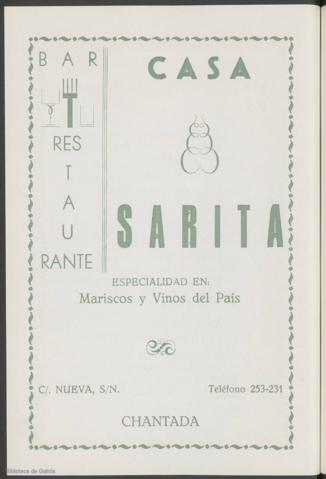 BAR
RES
T
A
U
RANTE
CASA
SARITA
ESPECIALIDAD EN:
Mariscos y Vinos del País
C/. NUEVA, S/N.
Teléfono 253-231
CHANTADA
Biblioteca de Galicia